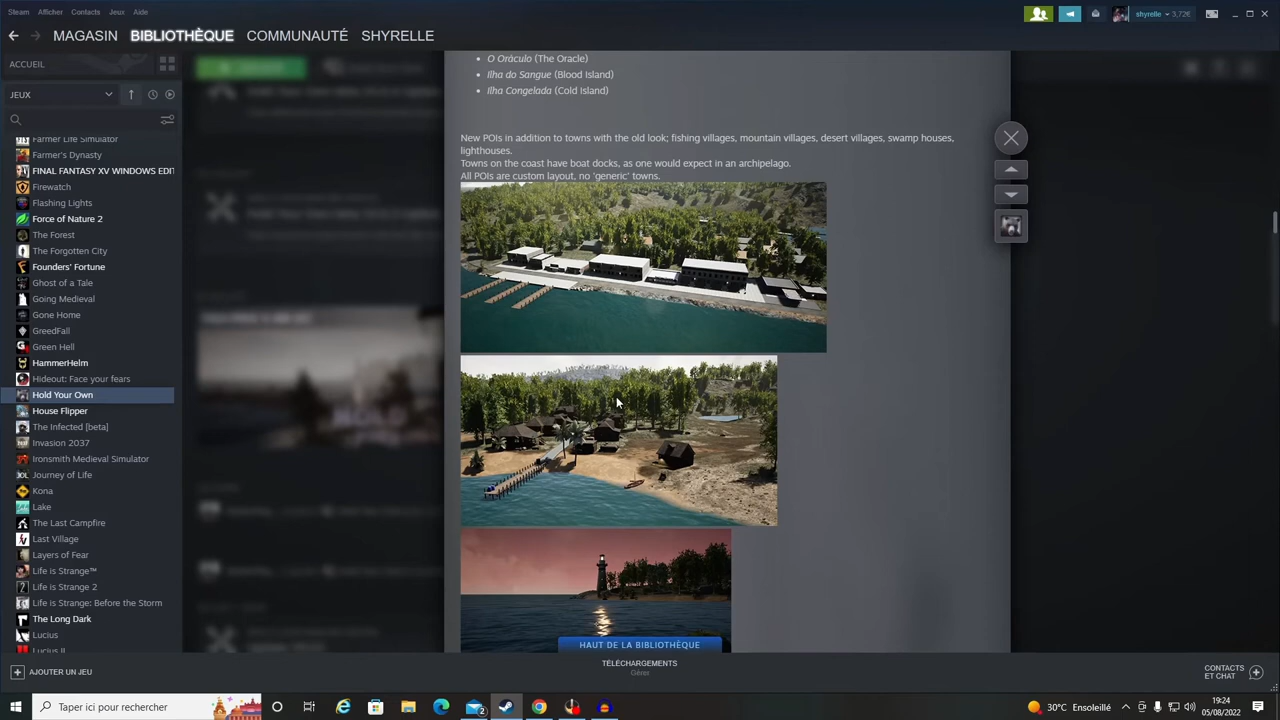 Steam Afficher Contacts Jeux Aide
shyrelle 3,72€
MAGASIN BIBLIOTHÈQUE COMMUNAUTÉ SHYRELLE
ACCUEIL
JEUX
Farmer Life Simulator
Farmer's Dynasty
FINAL FANTASY XV WINDOWS EDIT
Firewatch
Flashing Lights
Force of Nature 2
The Forest
The Forgotten City
Founders' Fortune
Ghost of a Tale
Going Medieval
Gone Home
GreedFall
Green Hell
HammerHelm
Hideout: Face your fears
Hold Your Own
House Flipper
The Infected [beta]
Invasion 2037
Ironsmith Medieval Simulator
Journey of Life
Kona
Lake
The Last Campfire
Last Village
Layers of Fear
Life is Strange™
Life is Strange 2
Life is Strange: Before the Storm
The Long Dark
Lucius
Lucius II
O Oráculo (The Oracle)
Ilha do Sangue (Blood Island)
Ilha Congelada (Cold Island)
New POIs in addition to towns with the old look; fishing villages, mountain villages, desert villages, swamp houses,
lighthouses.
Towns on the coast have boat docks, as one would expect in an archipelago.
All POIs are custom layout, no 'generic' towns.
HAUT DE LA BIBLIOTHÈQUE
AJOUTER UN JEU
TÉLÉCHARGEMENTS
Gérer
CONTACTS
ET CHAT
Taper ici pour rechercher
2
30°C Ensoleillé
19:24
05/08/2022